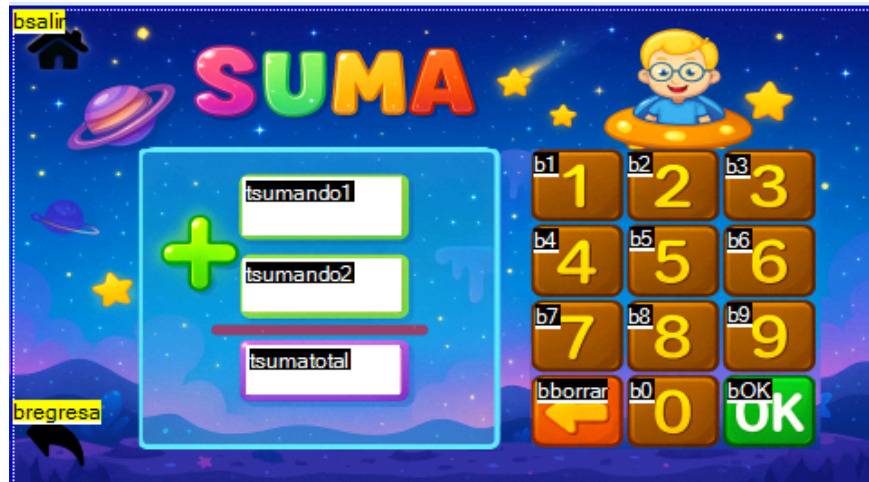 bsalir
SUMA
tsumando1
tsumando2
tsumatotal
b1 1 b2 2 b3 3
b4 4 b5 5 b6 6
b7 7 b8 8 b9 9
bborrar b0 0 bOK OK
bregresa